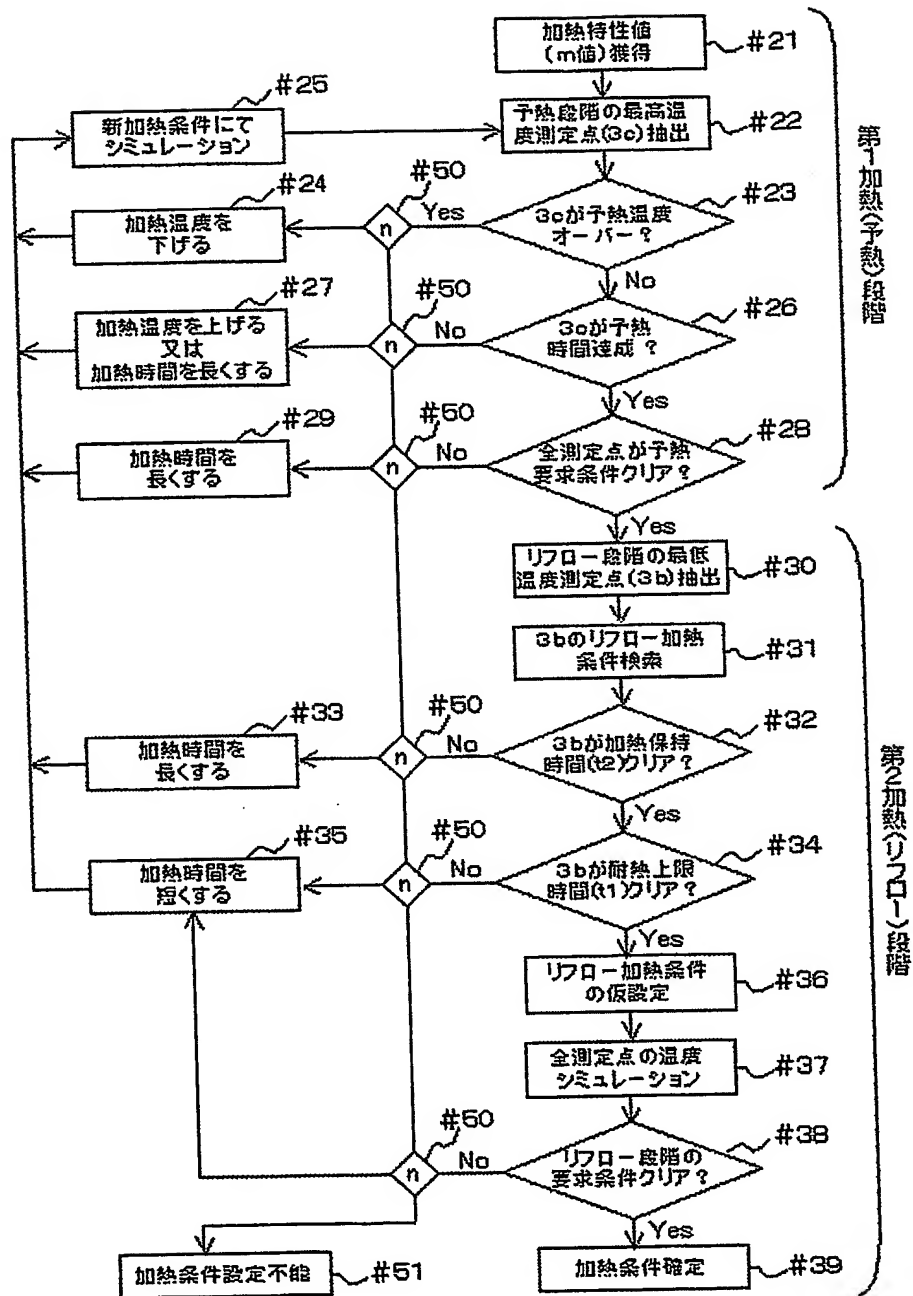 加熱特性値
(m値)獲得
#21
#25
新加熱条件にて
シミュレーション
予熱段階の最高温
度測定点(3c)抽出
#22
#24
加熱温度を
下げる
#50
n
Yes
3cが予熱温度
オーバー?
#23
No
#27
加熱温度を上げる
又は
加熱時間を長くする
#50
n
No
3cが予熱
時間達成?
#26
Yes
#29
加熱時間を
長くする
#50
n
No
全測定点が予熱
要求条件クリア?
#28
Yes
第1加熱(予熱)段階
リフロー段階の最低
温度測定点(3b)抽出
#30
3bのリフロー加熱
条件検索
#31
#33
加熱時間を
長くする
#50
n
No
3bが加熱保持
時間(t2)クリア?
#32
Yes
#35
加熱時間を
短くする
#50
n
No
3bが耐熱上限
時間(t1)クリア?
#34
Yes
リフロー加熱条件
の仮設定
#36
全測定点の温度
シミュレーション
#37
#50
n
No
リフロー段階の
要求条件クリア?
#38
Yes
加熱条件設定不能
#51
加熱条件確定
#39
第2加熱(リフロー)段階